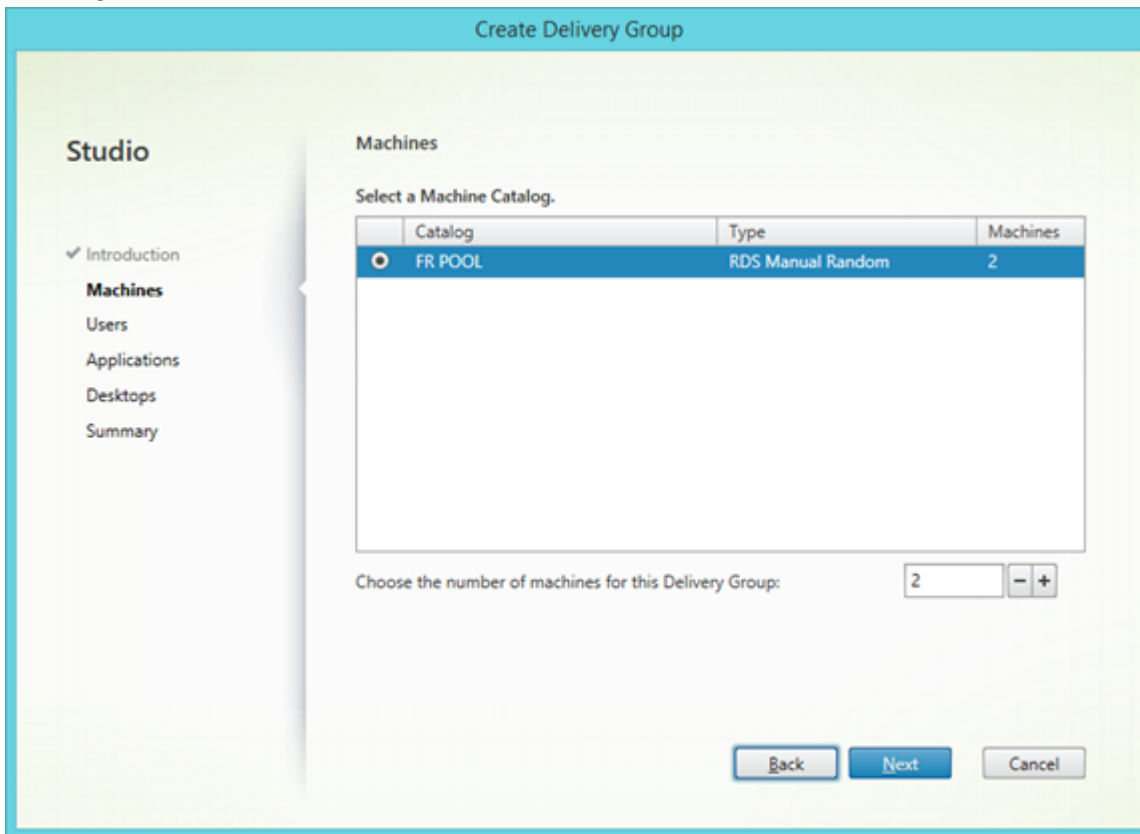 Create Delivery Group
Studio
✔ Introduction
Machines
Users
Applications
Desktops
Summary
Machines
Select a Machine Catalog.
Catalog Type Machines
FR POOL RDS Manual Random 2
Choose the number of machines for this Delivery Group: 2 - +
Back Next Cancel